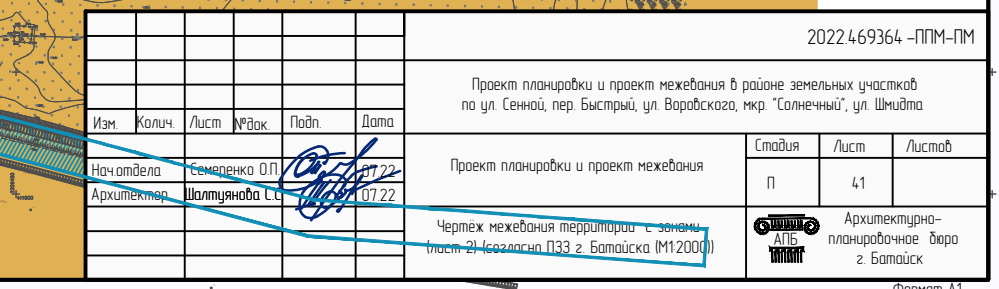 2022.469364 -ППМ-ПМ
Проект планировки и проект межевания в районе земельных участков
по ул. Сенной, пер. Быстрый, ул. Воровского, мкр. "Солнечный", ул. Шмидта
Изм. Колич. Лист №док. Подп. Дата
Нач.отдела Семеренко О.П. 07.22
Архитектор Шалтуянова С.С 07.22
Проект планировки и проект межевания
Стадия Лист Листов
П 41
Чертёж межевания территории с зонами
(лист 2) (согласно ПЗЗ г. Батайска (М1:2000))
АПБ
Архитектурно-
планировочное бюро
г. Батайск
Формат А1